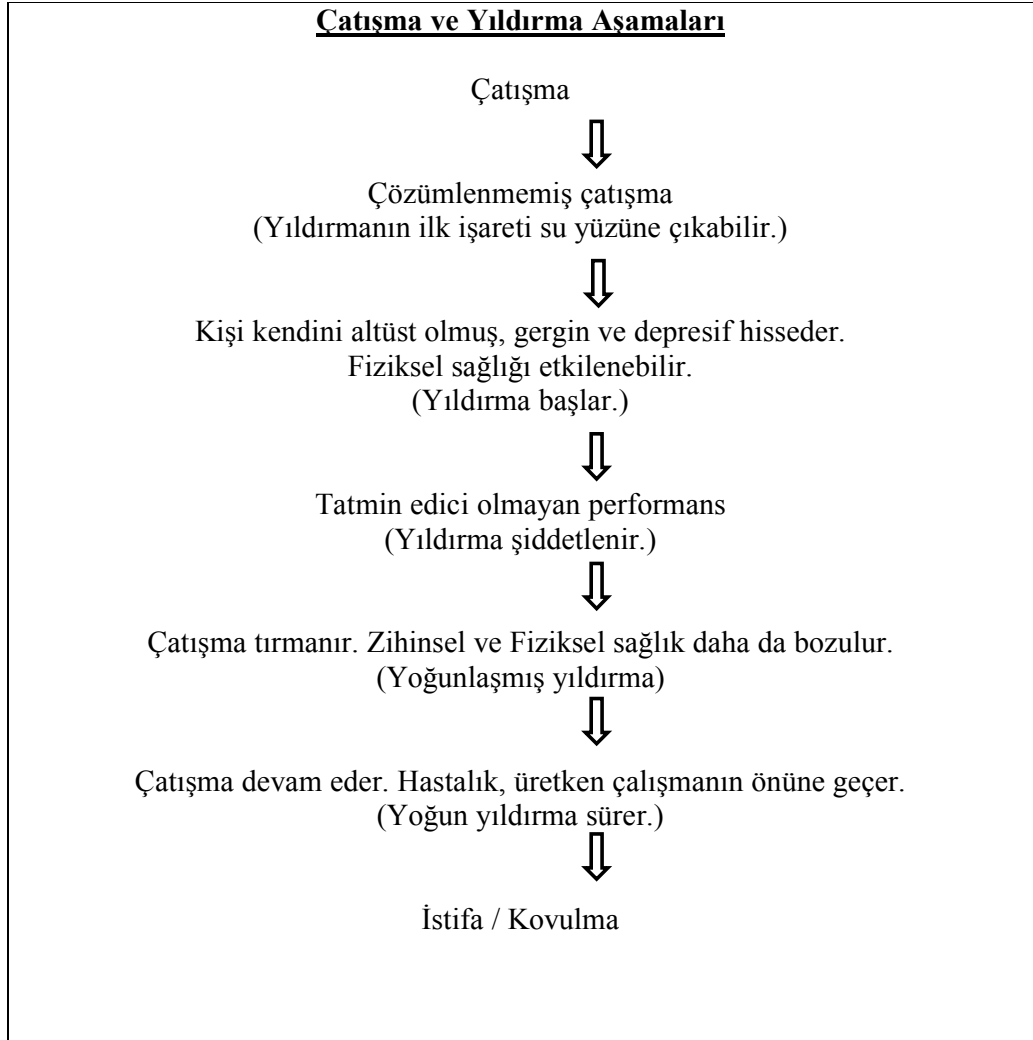 Çatışma ve Yıldırma Aşamaları
Çatışma
Çözümlenmemiş çatışma
(Yıldırmanın ilk işareti su yüzüne çıkabilir.)
Kişi kendini altüst olmuş, gergin ve depresif hisseder.
Fiziksel sağlığı etkilenebilir.
(Yıldırma başlar.)
Tatmin edici olmayan performans
(Yıldırma şiddetlenir.)
Çatışma tırmanır. Zihinsel ve Fiziksel sağlık daha da bozulur.
(Yoğunlaşmış yıldırma)
Çatışma devam eder. Hastalık, üretken çalışmanın önüne geçer.
(Yoğun yıldırma sürer.)
İstifa / Kovulma